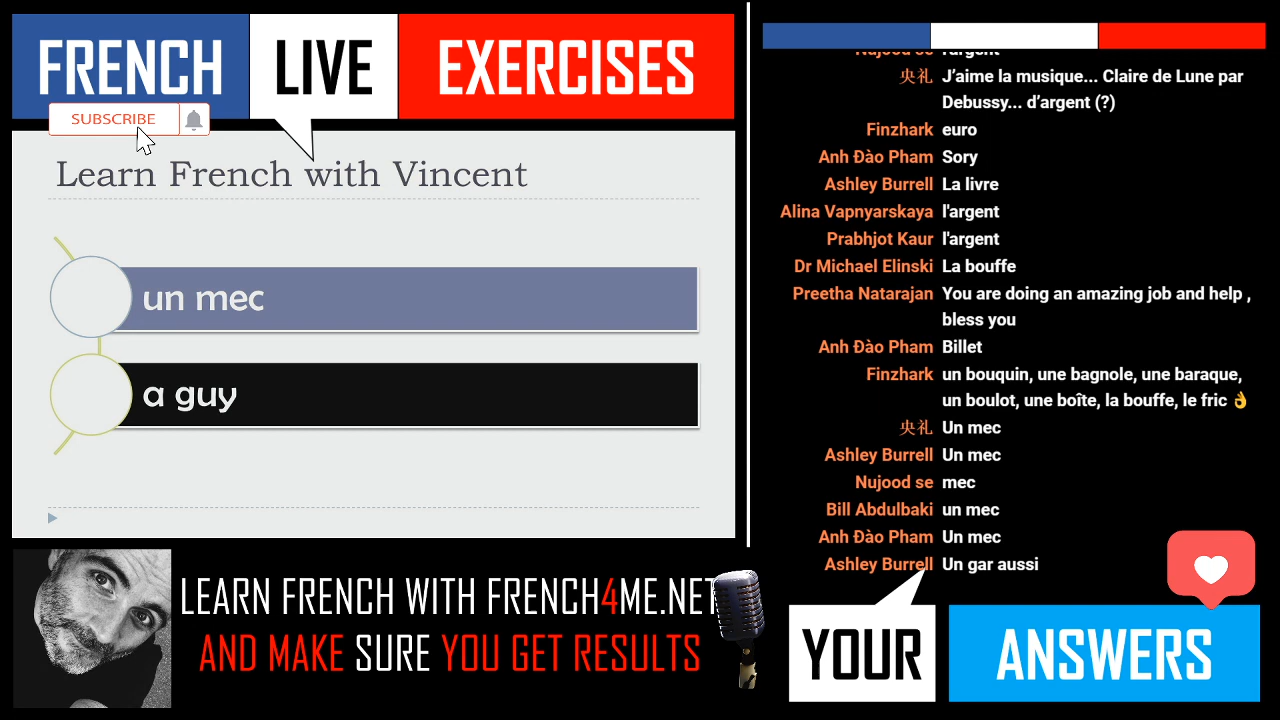 FRENCH LIVE EXERCISES
SUBSCRIBE
Learn French with Vincent
un mec
a guy
LEARN FRENCH WITH FRENCH4ME.NET
AND MAKE SURE YOU GET RESULTS
Nujood se l'argent
央礼 J'aime la musique... Claire de Lune par
Debussy... d'argent (?)
Finzhark euro
Anh Đào Pham Sory
Ashley Burrell La livre
Alina Vapnyarskaya l'argent
Prabhjot Kaur l'argent
Dr Michael Elinski La bouffe
Preetha Natarajan You are doing an amazing job and help ,
bless you
Anh Đào Pham Billet
Finzhark un bouquin, une bagnole, une baraque,
un boulot, une boîte, la bouffe, le fric 👌
央礼 Un mec
Ashley Burrell Un mec
Nujood se mec
Bill Abdulbaki un mec
Anh Đào Pham Un mec
Ashley Burrell Un gar aussi
YOUR ANSWERS